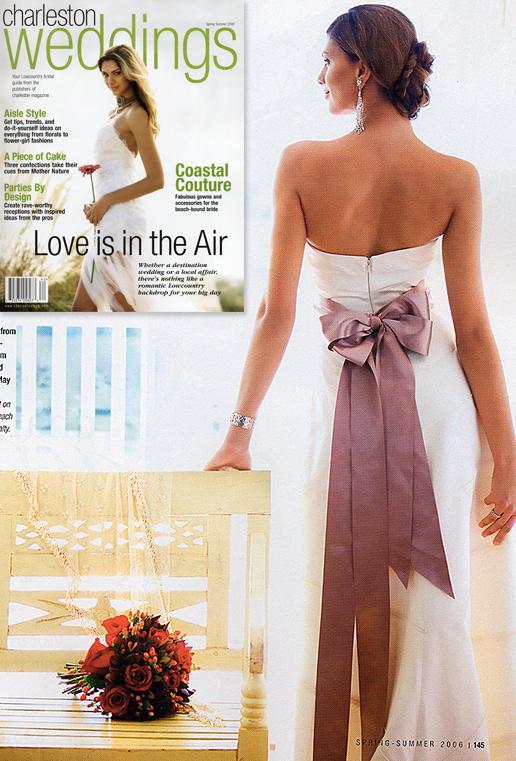 charleston
weddings
Spring-Summer 2006
Your Lowcountry bridal
guide from the
publishers of
charleston magazine
Aisle Style
Get tips, trends, and
do-it-yourself ideas on
everything from florals to
flower-girl fashions
A Piece of Cake
Three confections take their
cues from Mother Nature
Parties By
Design
Create rave-worthy
receptions with inspired
ideas from the pros
Coastal
Couture
Fabulous gowns and
accessories for the
beach-bound bride
Love is in the Air
Whether a destination
wedding or a local affair,
there's nothing like a
romantic Lowcountry
backdrop for your big day
from
May
on
each
SPRING-SUMMER 2006 | 145